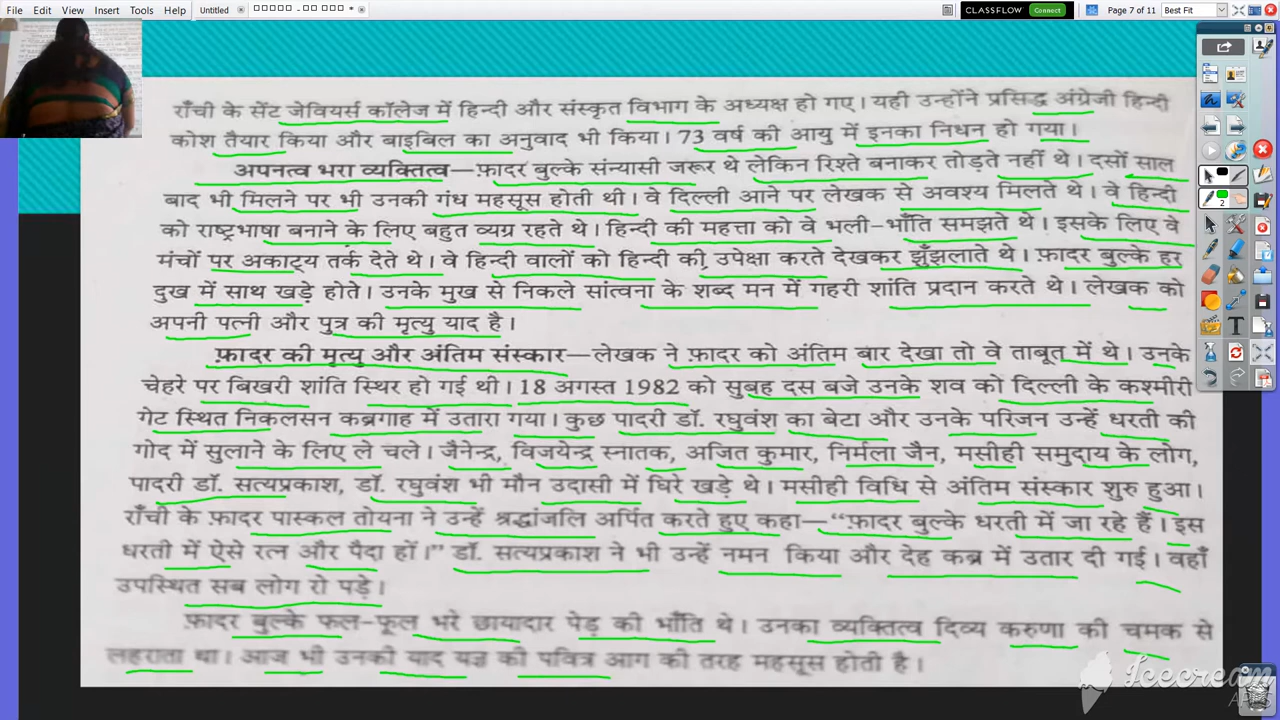 File Edit View Insert Tools Help Untitled
CLASSFLOW Connect Page 7 of 11 Best Fit
राँची के सेंट जेवियर्स कॉलेज में हिन्दी और संस्कृत विभाग के अध्यक्ष हो गए। यही उन्होंने प्रसिद्ध अंग्रेजी हिन्दी
कोश तैयार किया और बाइबिल का अनुवाद भी किया। 73 वर्ष की आयु में इनका निधन हो गया।
अपनत्व भरा व्यक्तित्व—फ़ादर बुल्के संन्यासी जरूर थे लेकिन रिश्ते बनाकर तोड़ते नहीं थे। दसों साल
बाद भी मिलने पर भी उनकी गंध महसूस होती थी। वे दिल्ली आने पर लेखक से अवश्य मिलते थे। वे हिन्दी
को राष्ट्रभाषा बनाने के लिए बहुत व्यग्र रहते थे। हिन्दी की महत्ता को वे भली-भाँति समझते थे। इसके लिए वे
मंचों पर अकाट्य तर्क देते थे। वे हिन्दी वालों को हिन्दी की उपेक्षा करते देखकर झुँझलाते थे। फ़ादर बुल्के हर
दुख में साथ खड़े होते। उनके मुख से निकले सांत्वना के शब्द मन में गहरी शांति प्रदान करते थे। लेखक को
अपनी पत्नी और पुत्र की मृत्यु याद है।
फ़ादर की मृत्यु और अंतिम संस्कार—लेखक ने फ़ादर को अंतिम बार देखा तो वे ताबूत में थे। उनके
चेहरे पर बिखरी शांति स्थिर हो गई थी। 18 अगस्त 1982 को सुबह दस बजे उनके शव को दिल्ली के कश्मीरी
गेट स्थित निकलसन कब्रगाह में उतारा गया। कुछ पादरी डॉ. रघुवंश का बेटा और उनके परिजन उन्हें धरती की
गोद में सुलाने के लिए ले चले। जैनेन्द्र, विजयेन्द्र स्नातक, अजित कुमार, निर्मला जैन, मसीही समुदाय के लोग,
पादरी डॉ. सत्यप्रकाश, डॉ. रघुवंश भी मौन उदासी में घिरे खड़े थे। मसीही विधि से अंतिम संस्कार शुरु हुआ।
राँची के फ़ादर पास्कल तोयना ने उन्हें श्रद्धांजलि अर्पित करते हुए कहा—“फ़ादर बुल्के धरती में जा रहे हैं। इस
धरती में ऐसे रत्न और पैदा हों।” डॉ. सत्यप्रकाश ने भी उन्हें नमन किया और देह कब्र में उतार दी गई। वहाँ
उपस्थित सब लोग रो पड़े।
फ़ादर बुल्के फल-फूल भरे छायादार पेड़ की भाँति थे। उनका व्यक्तित्व दिव्य करुणा की चमक से
लहराता था। आज भी उनकी याद यज्ञ की पवित्र आग की तरह महसूस होती है।
Icecream
APPS